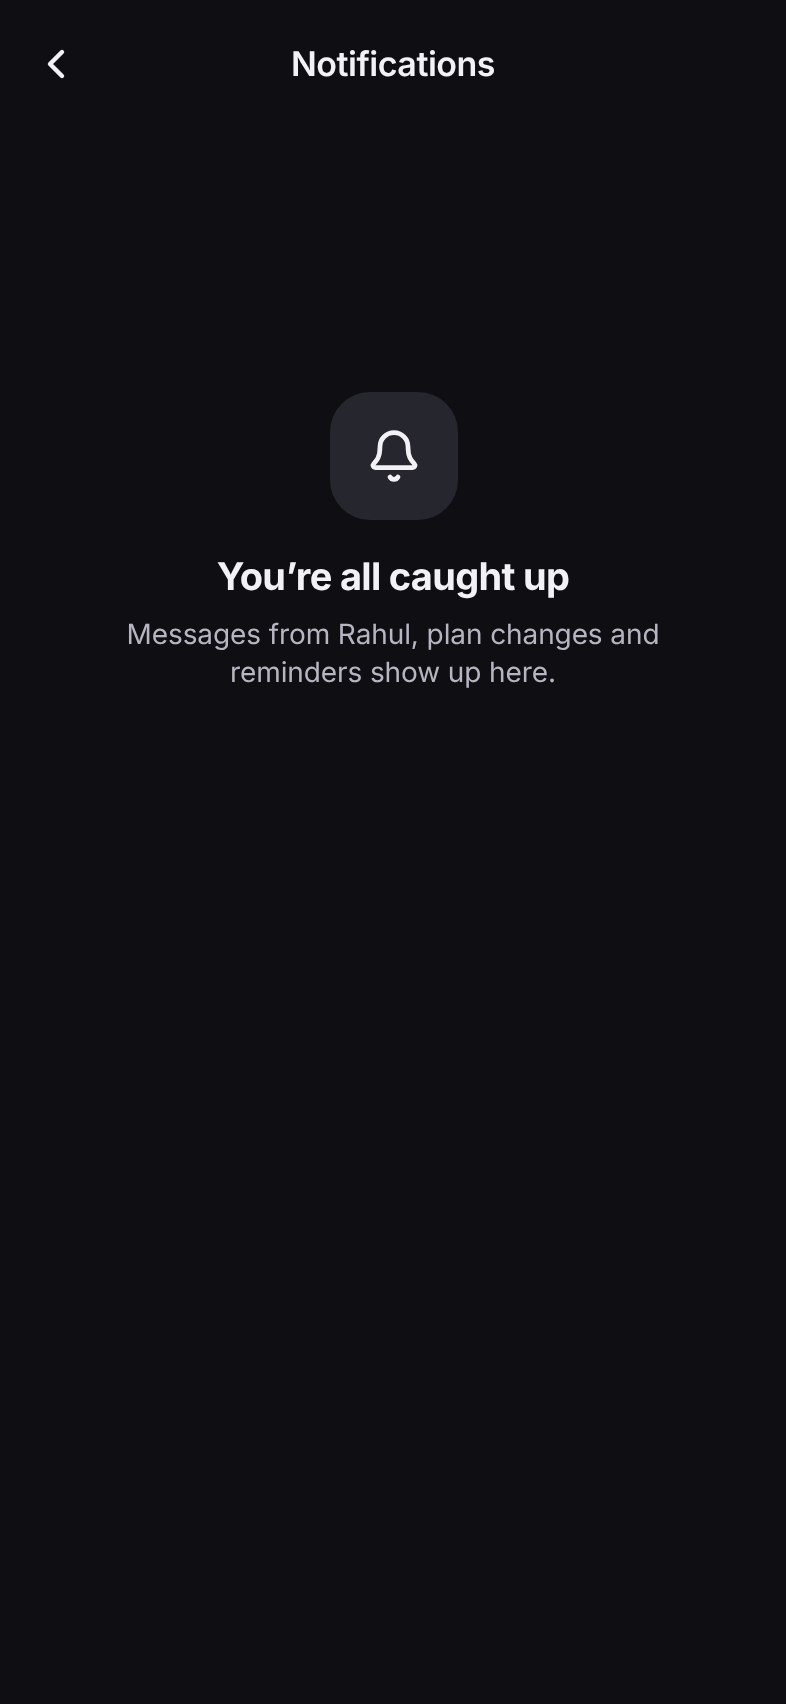 Notifications
You’re all caught up
Messages from Rahul, plan changes and
reminders show up here.